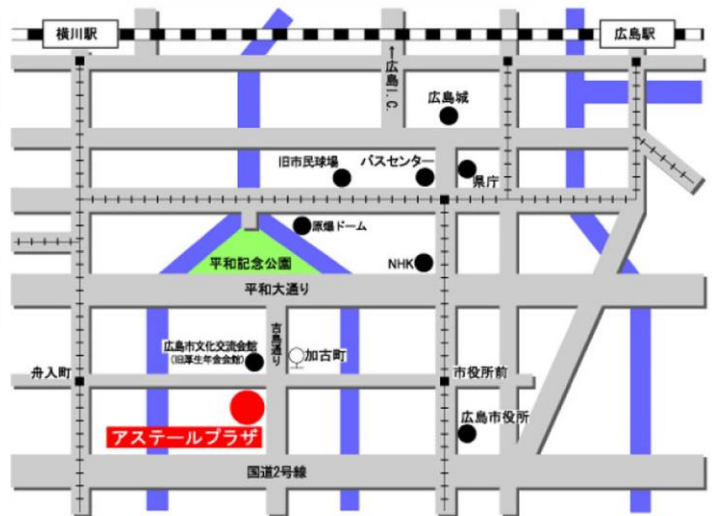 横川駅
広島駅
←広島I.C.
広島城
旧市民球場
バスセンター
県庁
原爆ドーム
平和記念公園
NHK
平和大通り
吉島通り
広島市文化交流会館
(旧厚生年金会館)
加古町
舟入町
市役所前
アステールプラザ
広島市役所
国道2号線